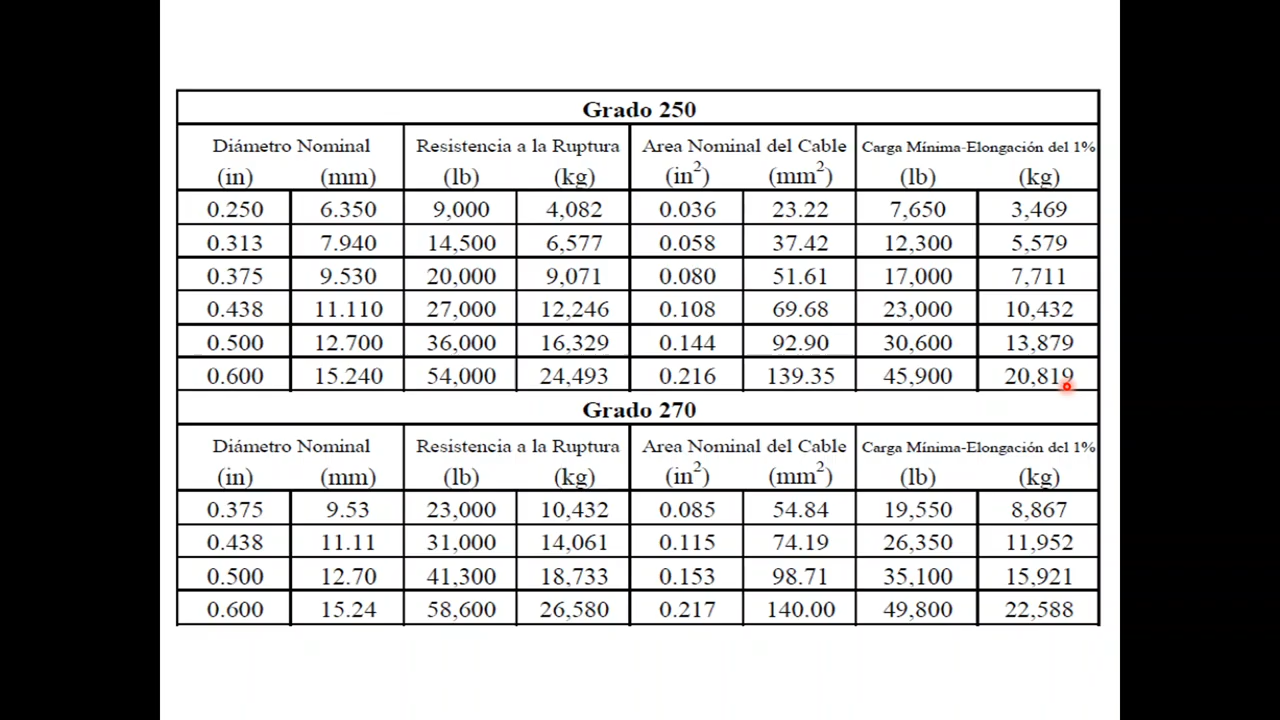 Grado 250
Diámetro Nominal Resistencia a la Ruptura Area Nominal del Cable Carga Mínima-Elongación del 1%
(in) (mm) (lb) (kg) (in²) (mm²) (lb) (kg)
0.250 6.350 9,000 4,082 0.036 23.22 7,650 3,469
0.313 7.940 14,500 6,577 0.058 37.42 12,300 5,579
0.375 9.530 20,000 9,071 0.080 51.61 17,000 7,711
0.438 11.110 27,000 12,246 0.108 69.68 23,000 10,432
0.500 12.700 36,000 16,329 0.144 92.90 30,600 13,879
0.600 15.240 54,000 24,493 0.216 139.35 45,900 20,819
Grado 270
Diámetro Nominal Resistencia a la Ruptura Area Nominal del Cable Carga Mínima-Elongación del 1%
(in) (mm) (lb) (kg) (in²) (mm²) (lb) (kg)
0.375 9.53 23,000 10,432 0.085 54.84 19,550 8,867
0.438 11.11 31,000 14,061 0.115 74.19 26,350 11,952
0.500 12.70 41,300 18,733 0.153 98.71 35,100 15,921
0.600 15.24 58,600 26,580 0.217 140.00 49,800 22,588